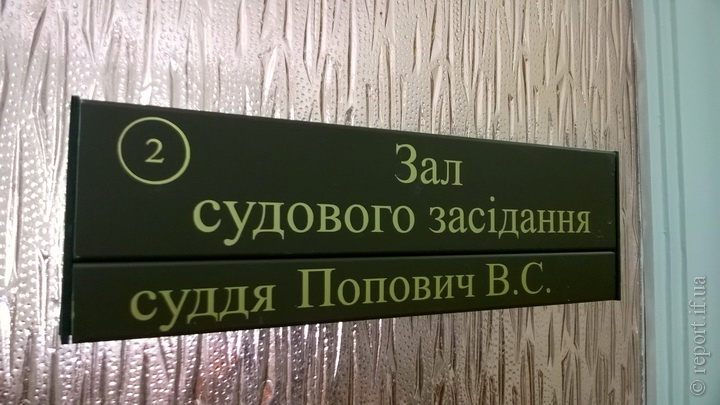 2
Зал
судового засідання
суддя Попович В.С.
© report.if.ua